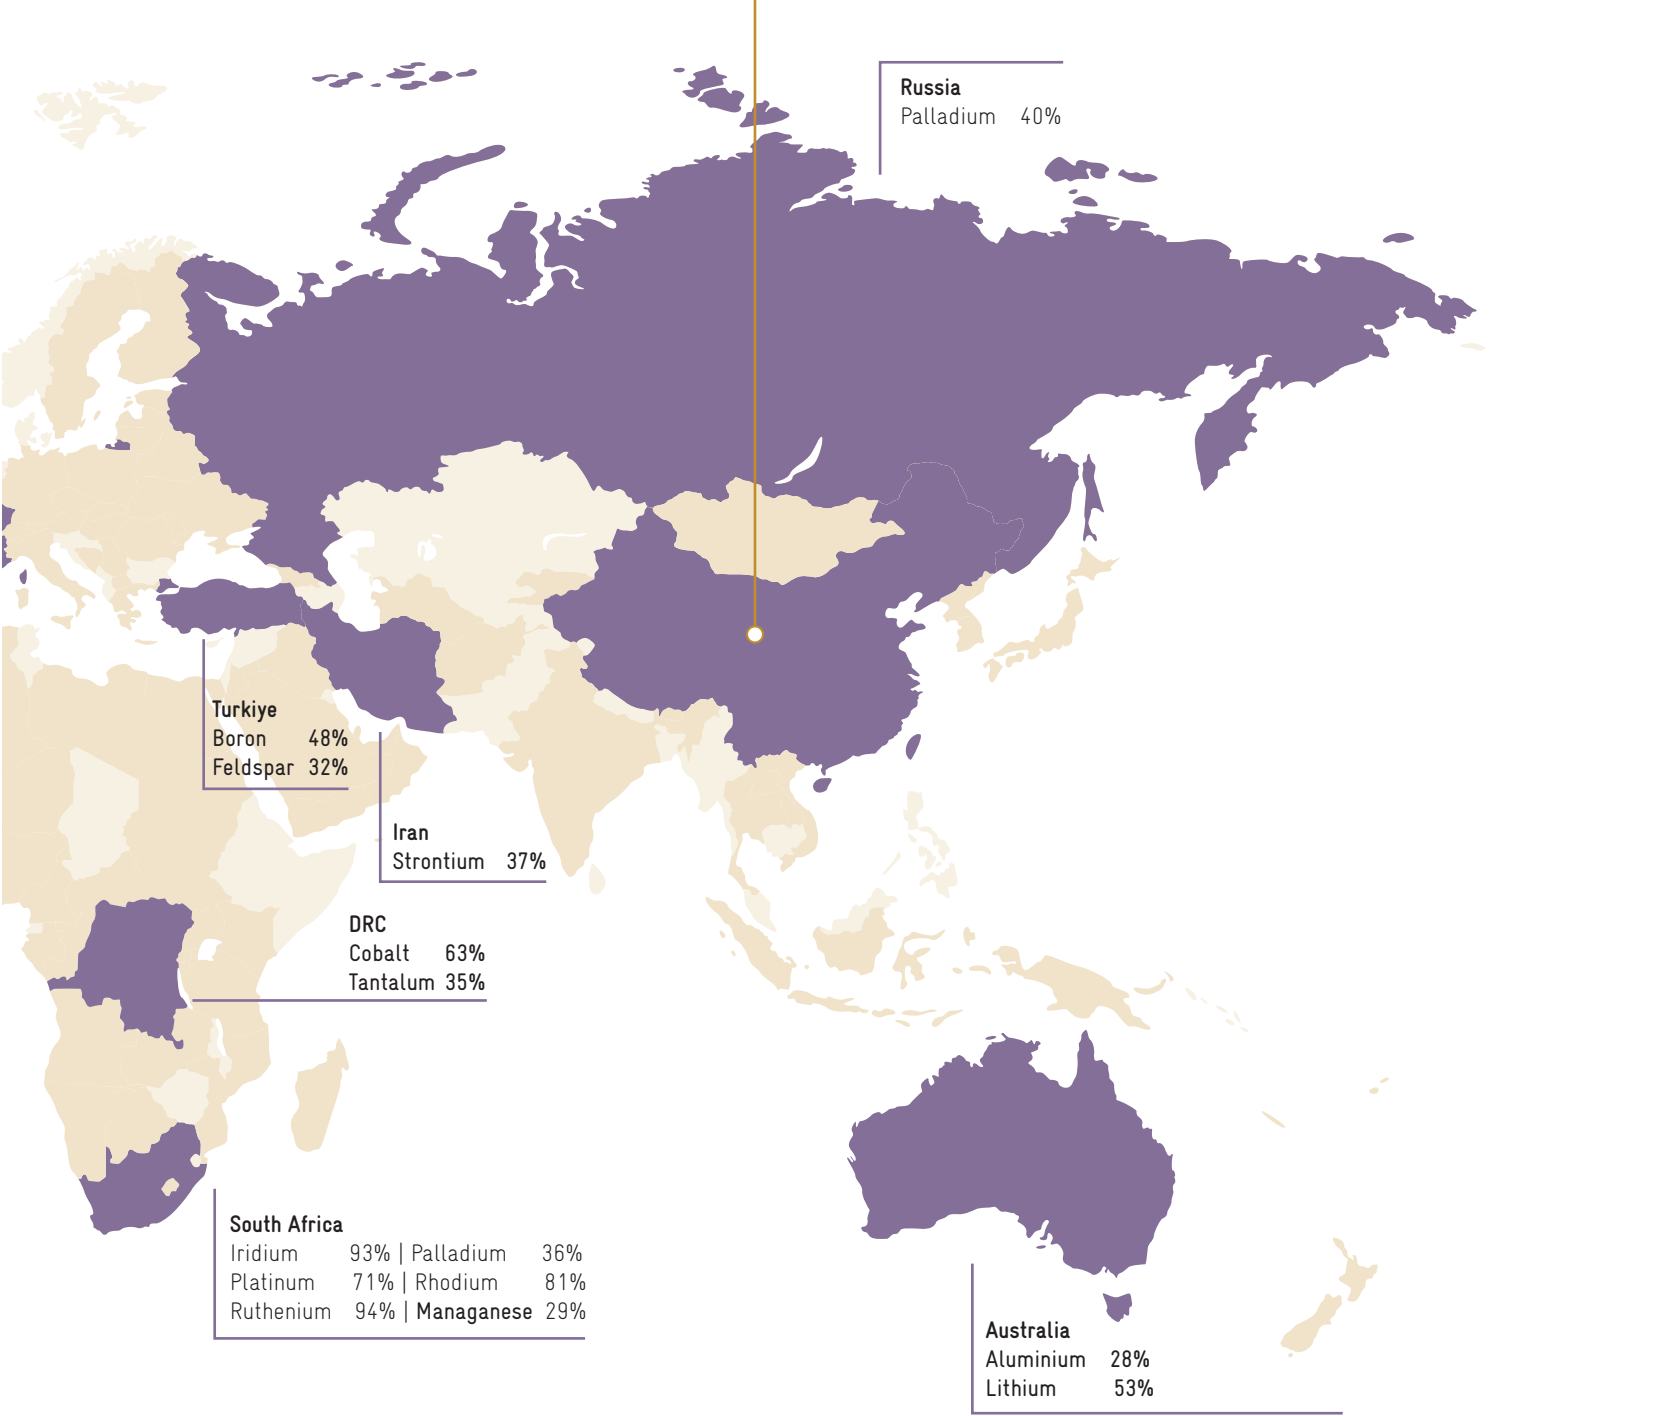 Russia
Palladium 40%
Turkiye
Boron 48%
Feldspar 32%
Iran
Strontium 37%
DRC
Cobalt 63%
Tantalum 35%
South Africa
Iridium 93% | Palladium 36%
Platinum 71% | Rhodium 81%
Ruthenium 94% | Managanese 29%
Australia
Aluminium 28%
Lithium 53%